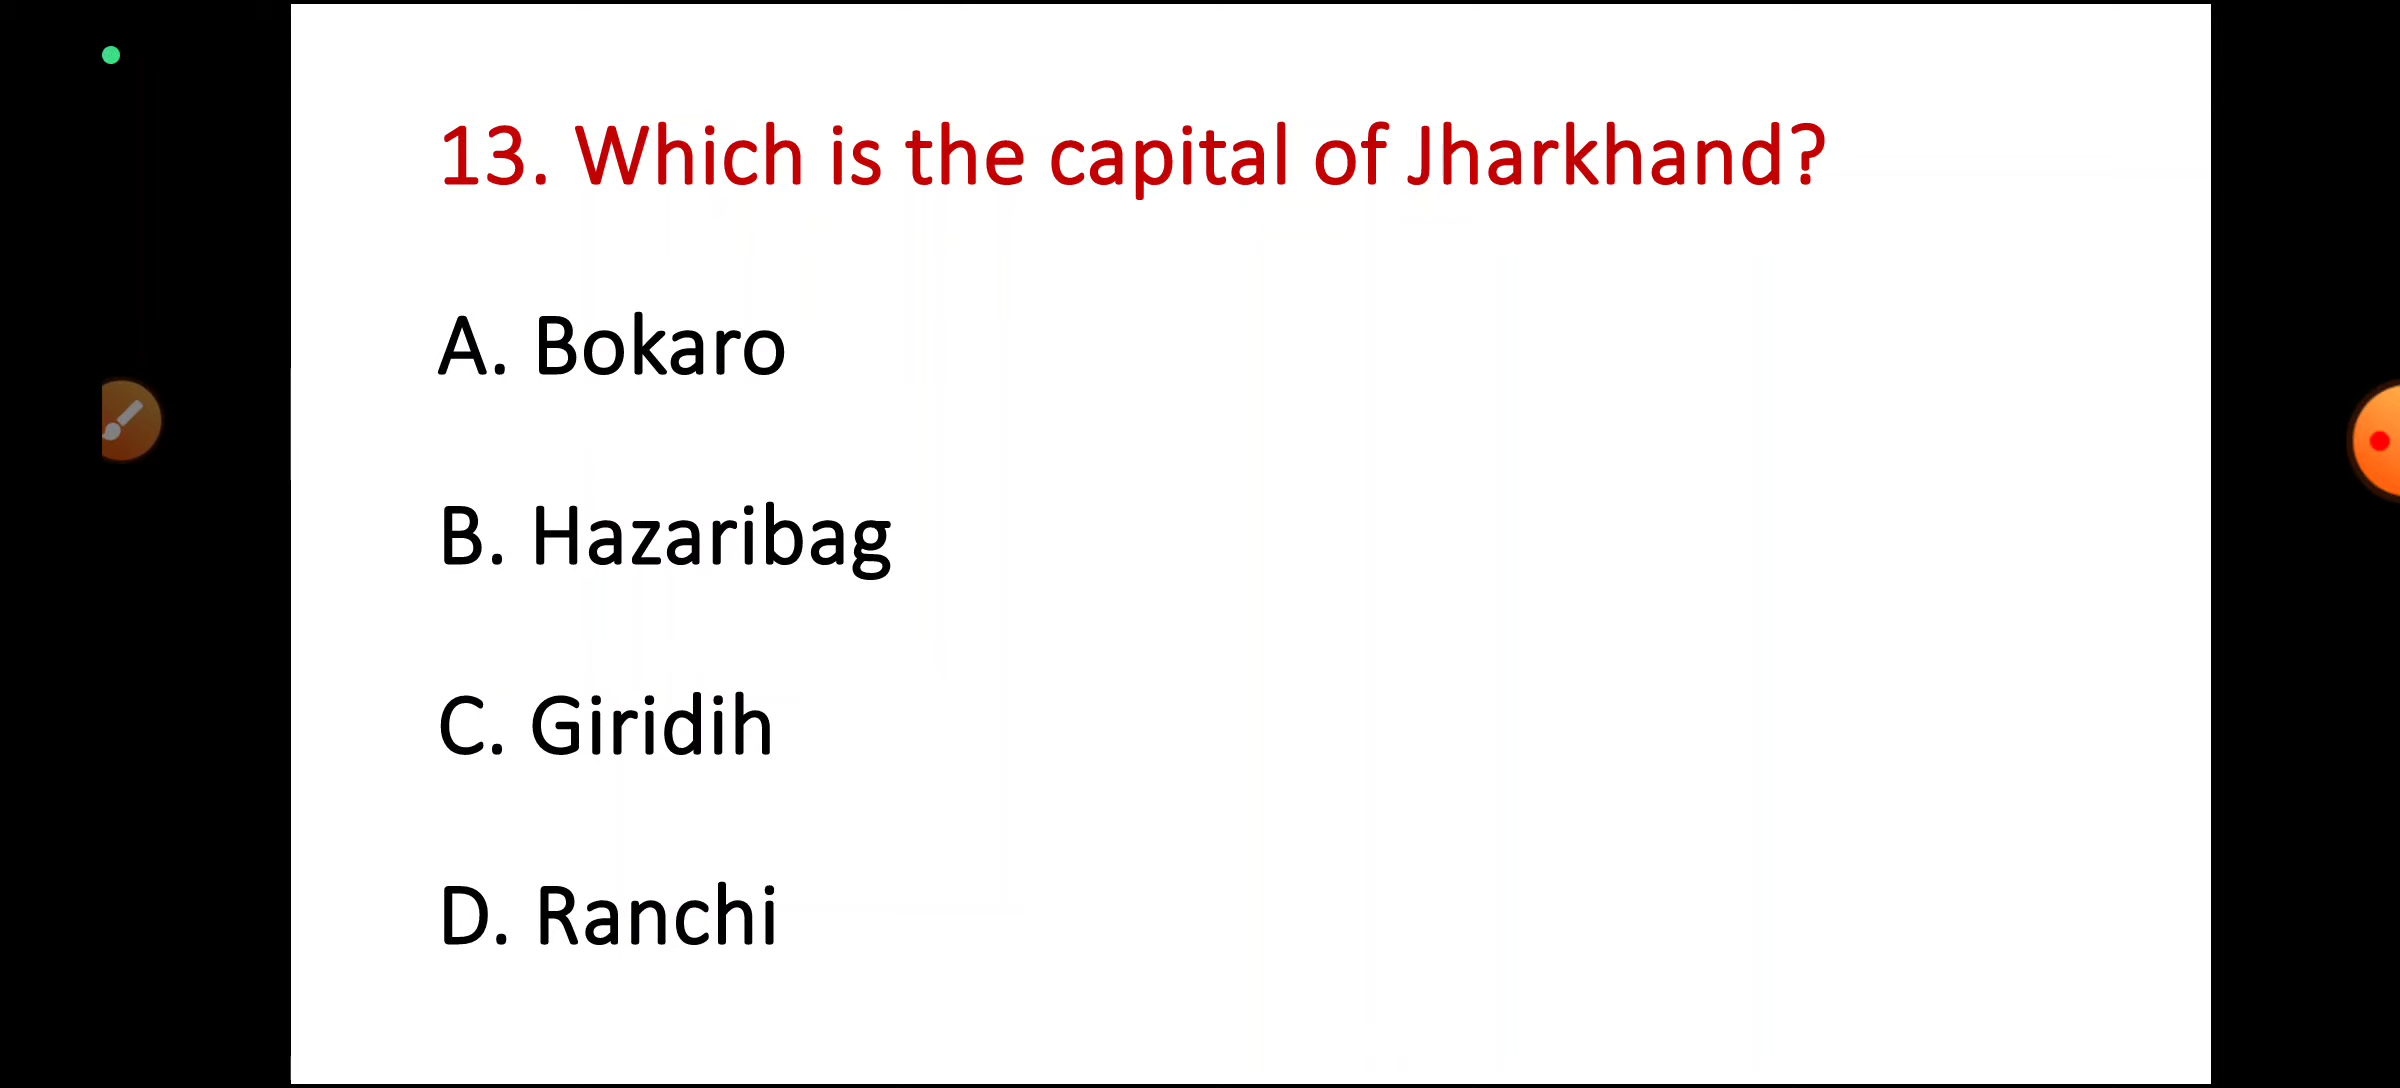 13. Which is the capital of Jharkhand?
A. Bokaro
B. Hazaribag
C. Giridih
D. Ranchi